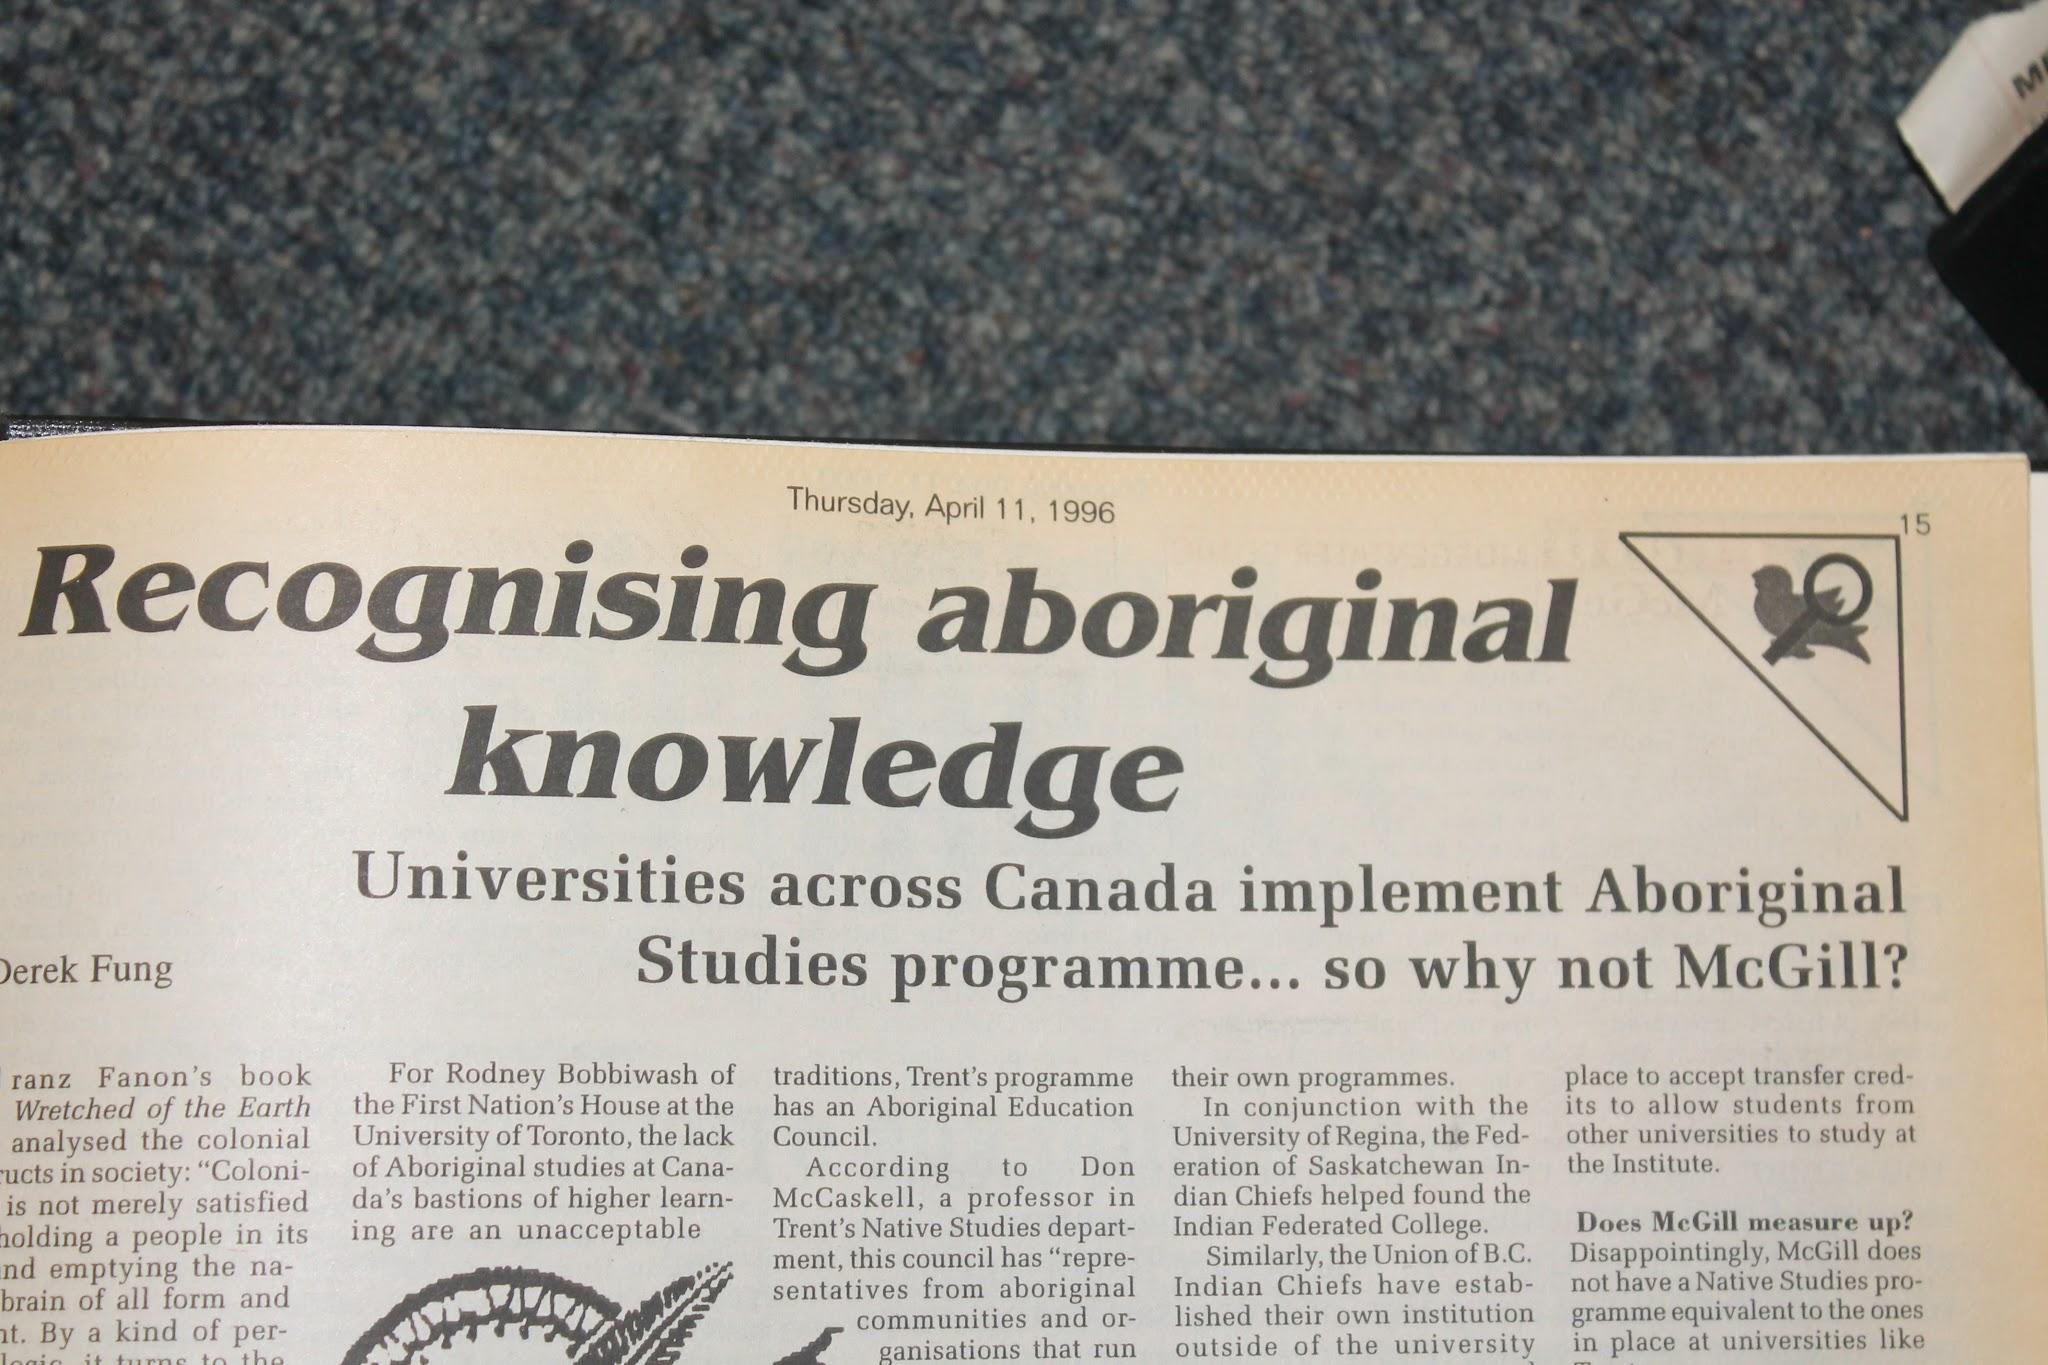 Thursday, April 11, 1996
15
Recognising aboriginal
knowledge
Universities across Canada implement Aboriginal
Studies programme... so why not McGill?
Derek Fung
ranz Fanon's book
Wretched of the Earth
analysed the colonial
in society: “Coloni-
is not merely satisfied
holding a people in its
and emptying the na-
brain of all form and
By a kind of per-
it turns to the
For Rodney Bobbiwash of
the First Nation's House at the
University of Toronto, the lack
of Aboriginal studies at Cana-
da's bastions of higher learn-
ing are an unacceptable
traditions, Trent's programme
has an Aboriginal Education
Council.
According to Don
McCaskell, a professor in
Trent's Native Studies depart-
ment, this council has “repre-
sentatives from aboriginal
communities and or-
ganisations that run
their own programmes.
In conjunction with the
University of Regina, the Fed-
eration of Saskatchewan In-
dian Chiefs helped found the
Indian Federated College.
Similarly, the Union of B.C.
Indian Chiefs have estab-
lished their own institution
outside of the university
place to accept transfer cred-
its to allow students from
other universities to study at
the Institute.
Does McGill measure up?
Disappointingly, McGill does
not have a Native Studies pro-
gramme equivalent to the ones
in place at universities like